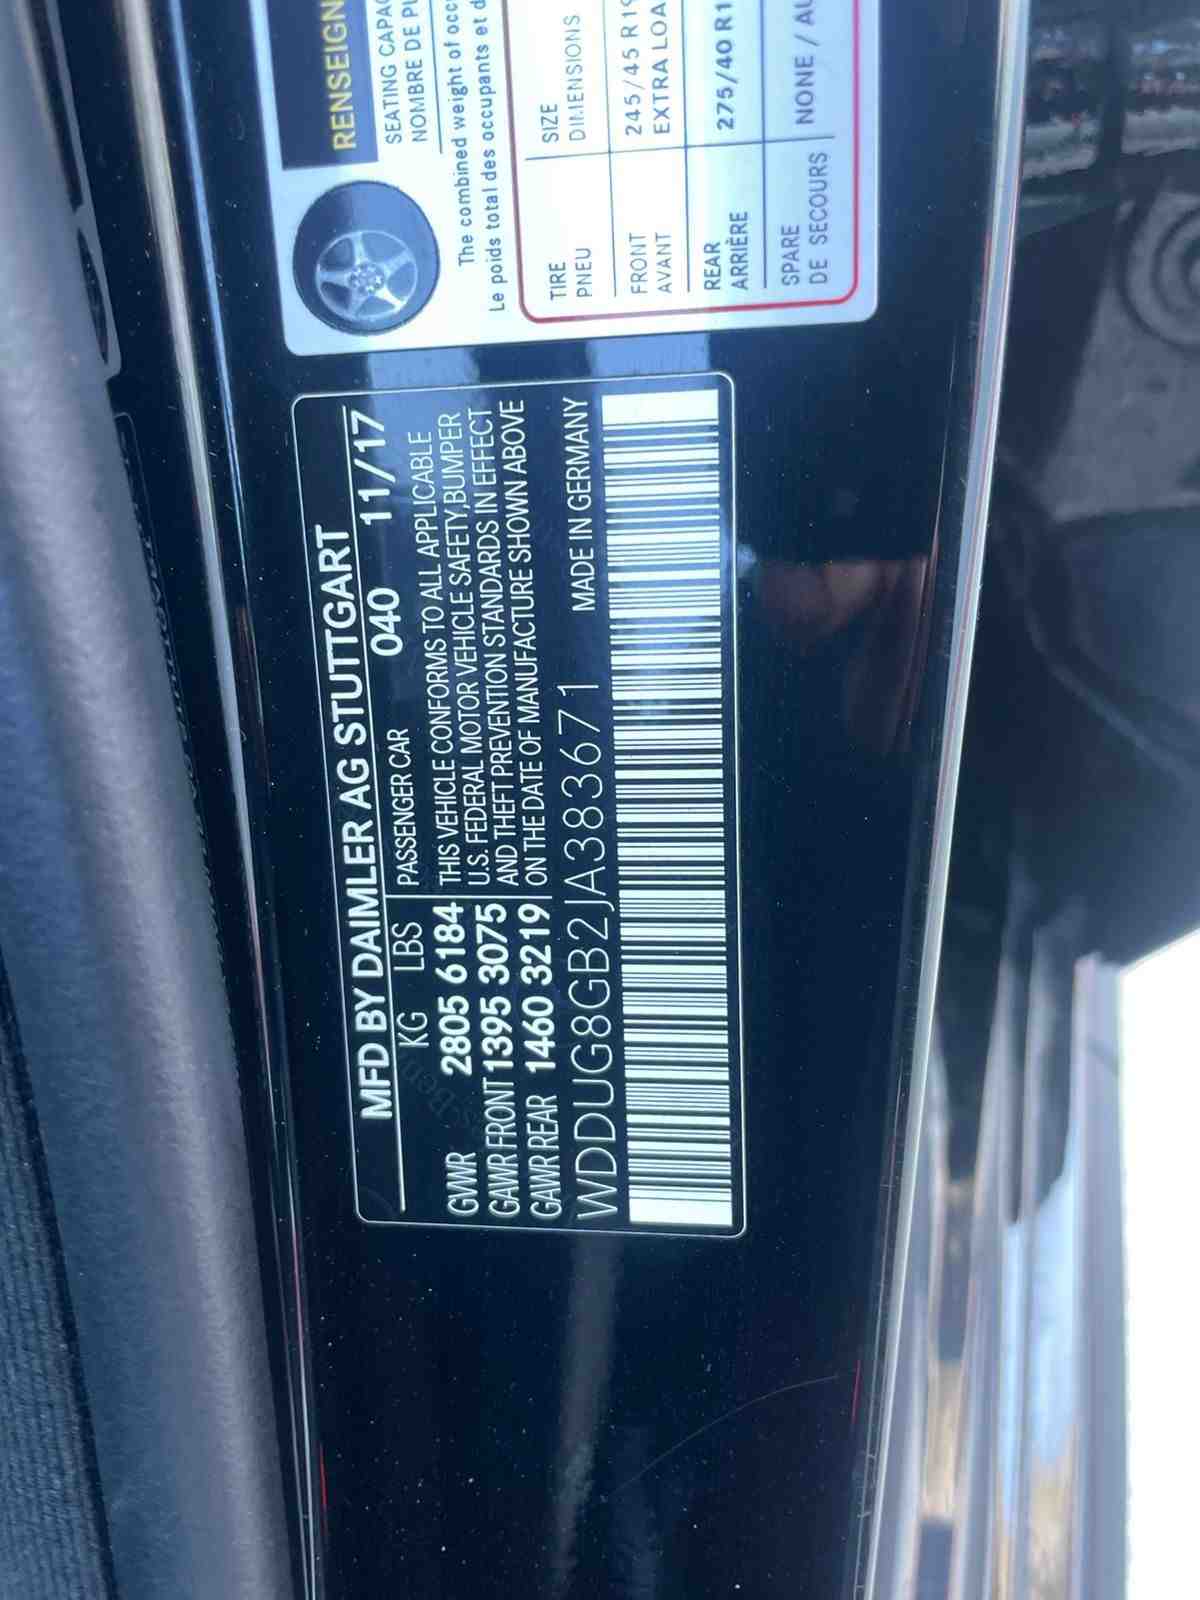 MFD BY DAIMLER AG STUTTGART
040 11/17
KG LBS PASSENGER CAR
GVWR 2805 6184
GAWR FRONT 1395 3075
GAWR REAR 1460 3219
THIS VEHICLE CONFORMS TO ALL APPLICABLE
U.S. FEDERAL MOTOR VEHICLE SAFETY,BUMPER
AND THEFT PREVENTION STANDARDS IN EFFECT
ON THE DATE OF MANUFACTURE SHOWN ABOVE
WDDUG8GB2JA383671 MADE IN GERMANY
RENSEIGN
SEATING CAPAC
NOMBRE DE PL
The combined weight of occu
Le poids total des occupants et d
TIRE SIZE
PNEU DIMENSIONS
FRONT 245/45 R19
AVANT EXTRA LOA
REAR 275/40 R1
ARRIÈRE
SPARE NONE / AU
DE SECOURS